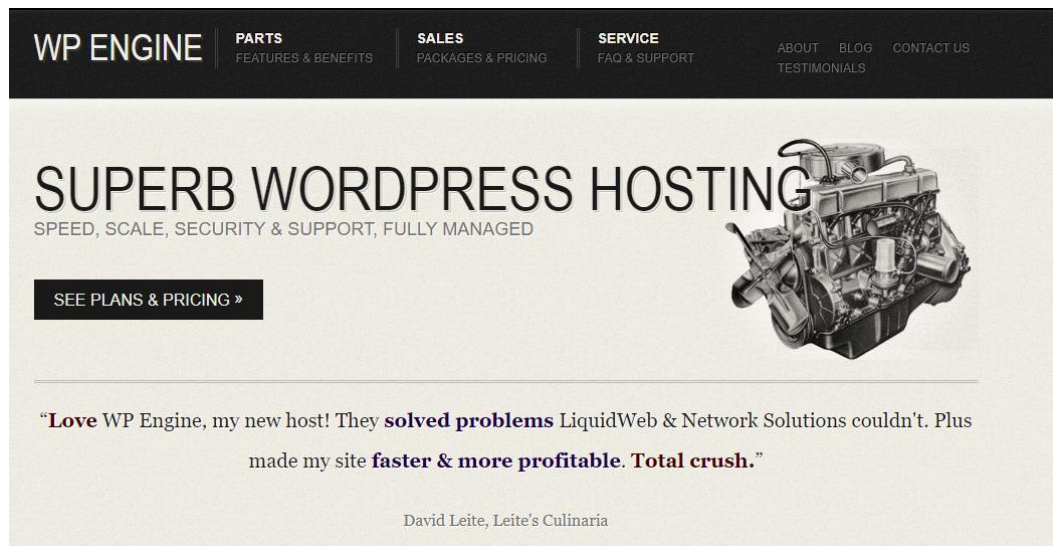 WP ENGINE
PARTS
FEATURES & BENEFITS
SALES
PACKAGES & PRICING
SERVICE
FAQ & SUPPORT
ABOUT BLOG CONTACT US
TESTIMONIALS
SUPERB WORDPRESS HOSTING
SPEED, SCALE, SECURITY & SUPPORT, FULLY MANAGED
SEE PLANS & PRICING »
“Love WP Engine, my new host! They solved problems LiquidWeb & Network Solutions couldn't. Plus
made my site faster & more profitable. Total crush.”
David Leite, Leite's Culinaria